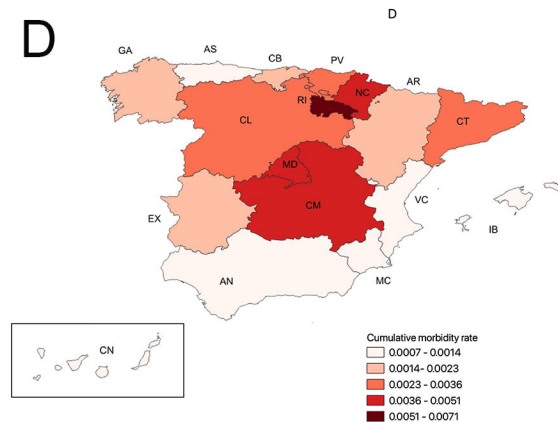 D
D
GA
AS
CB
PV
AR
NC
RI
CL
CT
MD
CM
VC
EX
IB
AN
MC
CN
Cumulative morbidity rate
0.0007 - 0.0014
0.0014- 0.0023
0.0023 - 0.0036
0.0036 - 0.0051
0.0051 - 0.0071